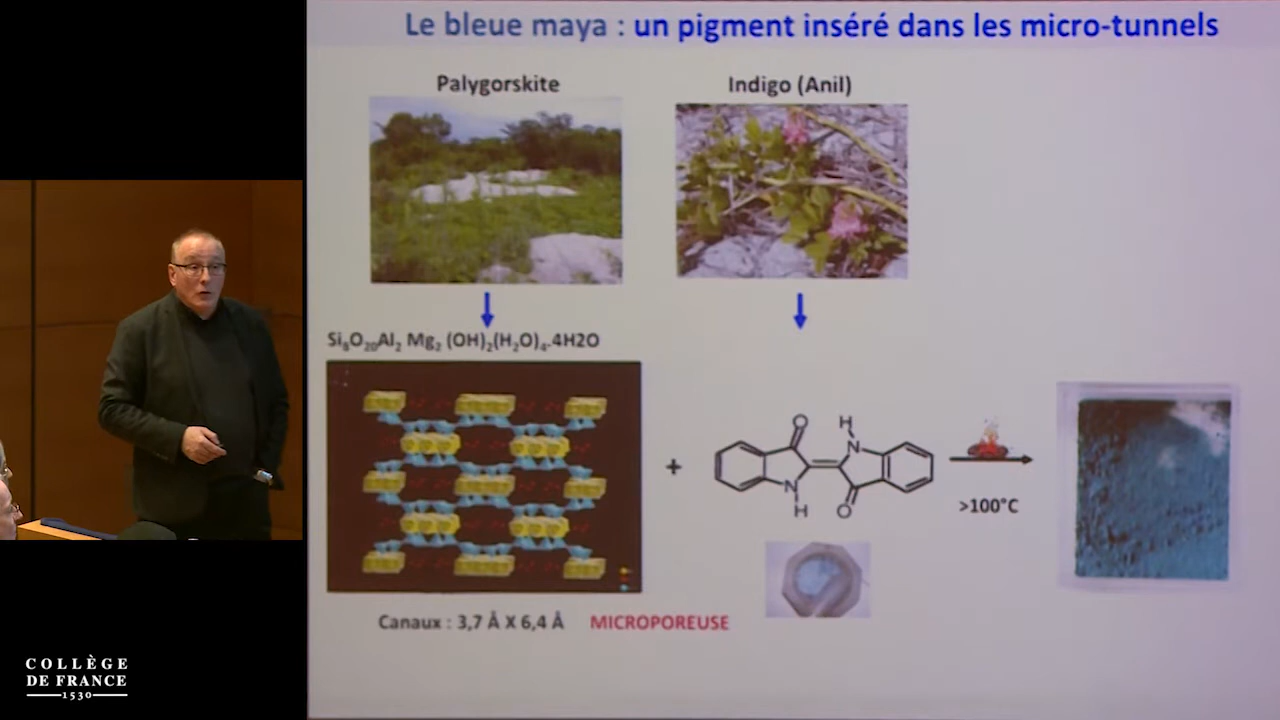 Le bleue maya : un pigment inséré dans les micro-tunnels
Palygorskite
Indigo (Anil)
Si₈O₂₀Al₂ Mg₂ (OH)₂(H₂O)₄.4H2O
+
O
H
N
N
H
O
>100°C
Canaux : 3,7 Å X 6,4 Å MICROPOREUSE
COLLÈGE
DE FRANCE
1530